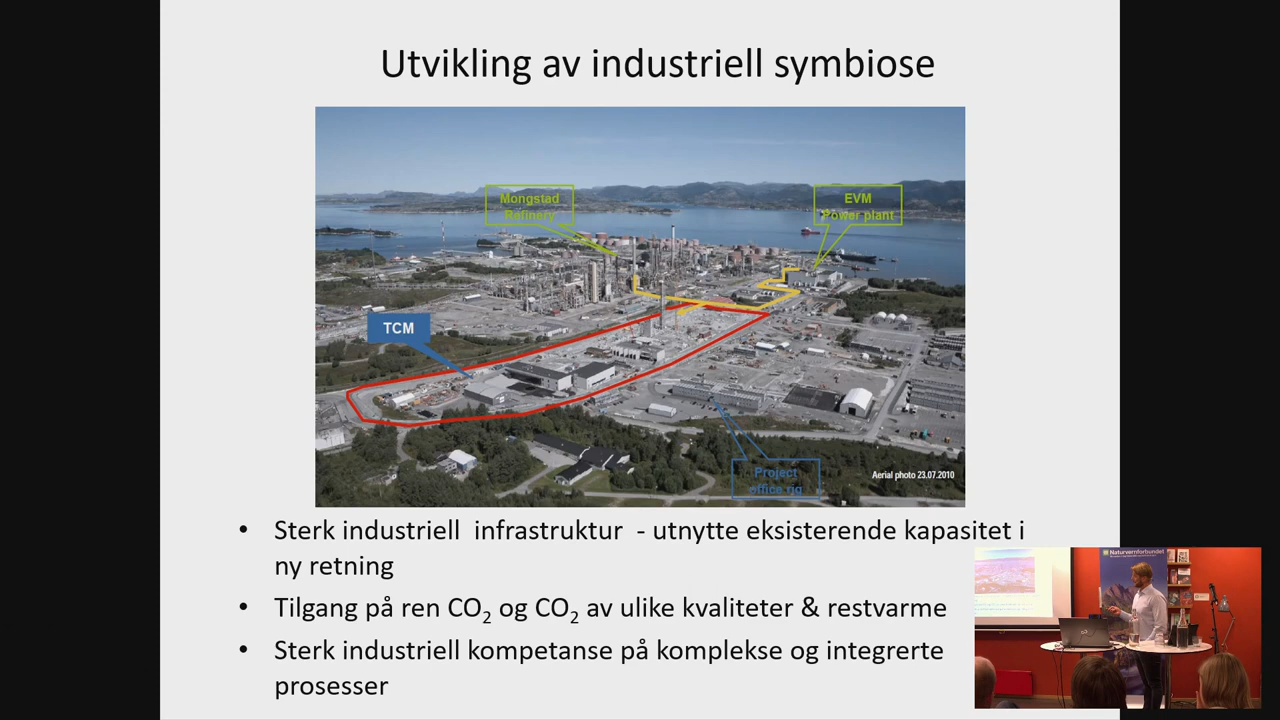 Utvikling av industriell symbiose
Mongstad
Refinery
EVM
Power plant
TCM
Project
office rig
Aerial photo 23.07.2010
• Sterk industriell infrastruktur - utnytte eksisterende kapasitet i
ny retning
• Tilgang på ren CO₂ og CO₂ av ulike kvaliteter & restvarme
• Sterk industriell kompetanse på komplekse og integrerte
prosesser
Naturvernforbundet